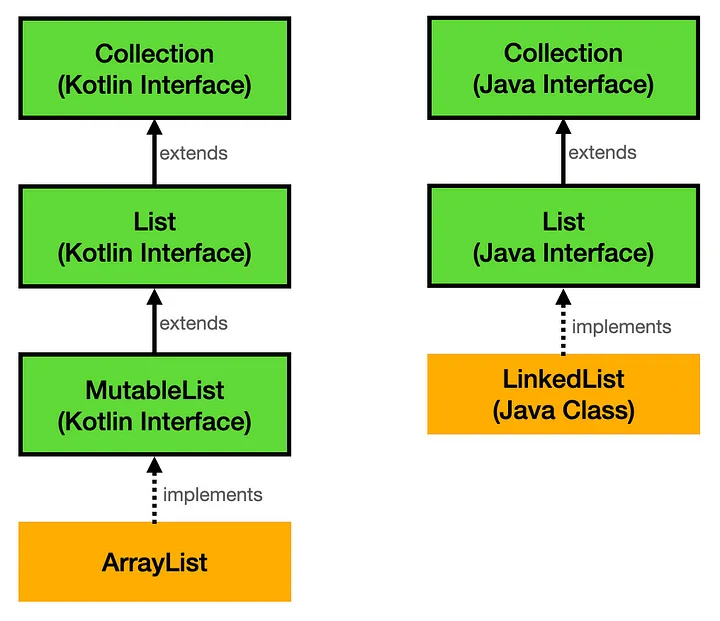 Collection
(Kotlin Interface)
extends
List
(Kotlin Interface)
extends
MutableList
(Kotlin Interface)
implements
ArrayList
Collection
(Java Interface)
extends
List
(Java Interface)
implements
LinkedList
(Java Class)